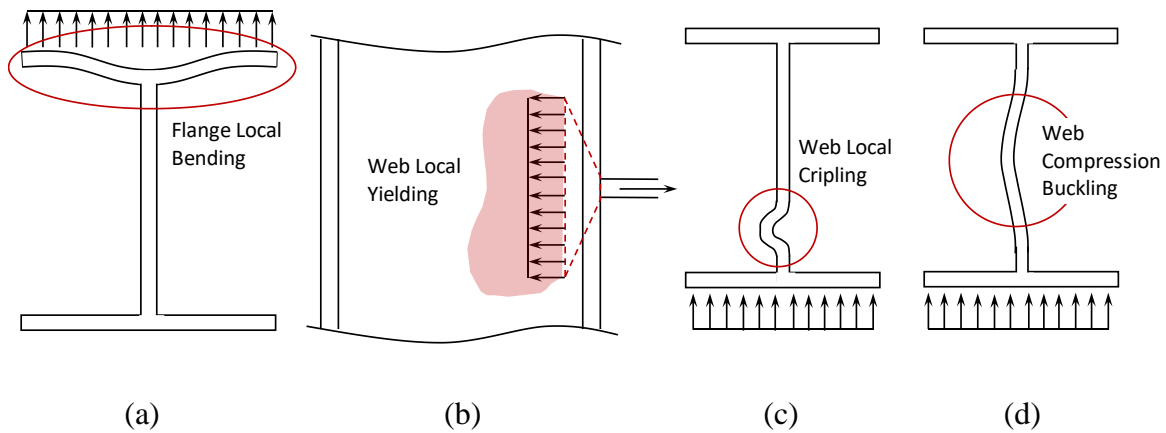 Flange Local
Bending
Web Local
Yielding
Web Local
Cripling
Web
Compression
Buckling
(a)
(b)
(c)
(d)